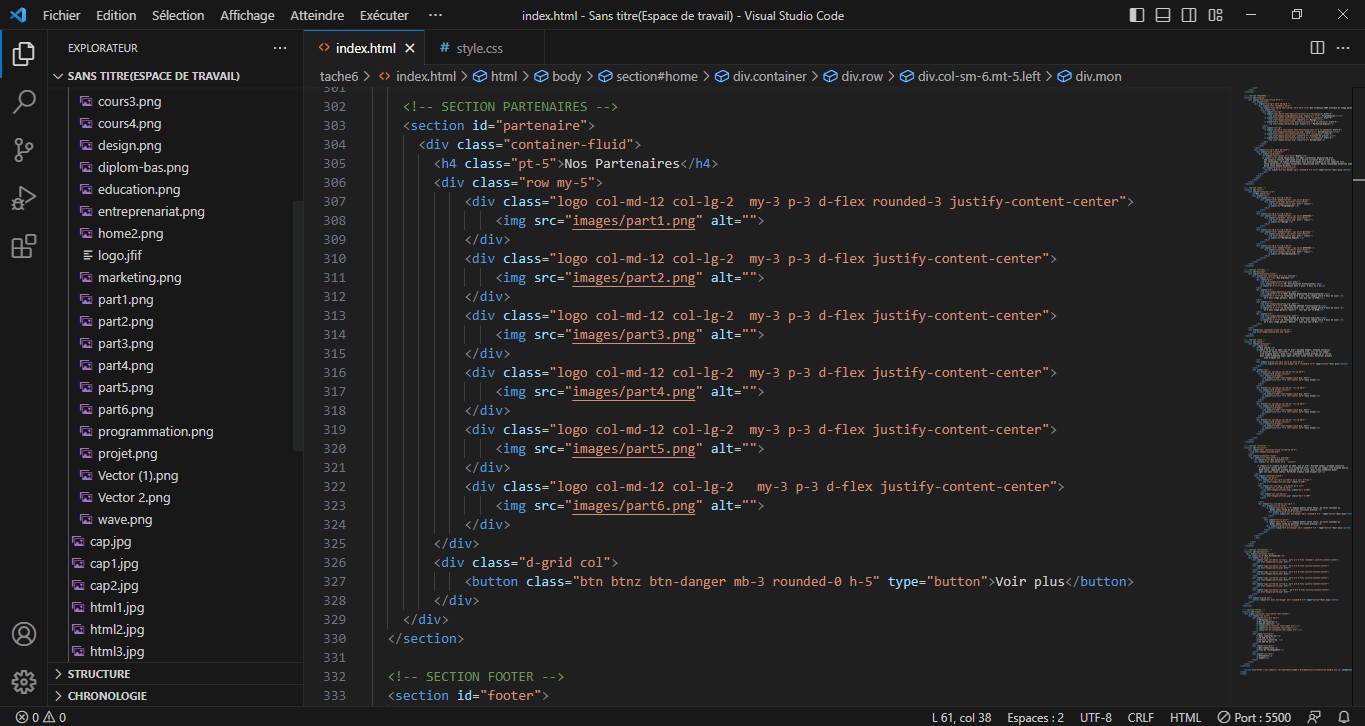 Fichier Edition Sélection Affichage Atteindre Exécuter ··· index.html - Sans titre(Espace de travail) - Visual Studio Code
EXPLORATEUR ···
SANS TITRE(ESPACE DE TRAVAIL)
cours3.png
cours4.png
design.png
diplom-bas.png
education.png
entreprenariat.png
home2.png
logo.jfif
marketing.png
part1.png
part2.png
part3.png
part4.png
part5.png
part6.png
programmation.png
projet.png
Vector (1).png
Vector 2.png
wave.png
cap.jpg
cap1.jpg
cap2.jpg
html1.jpg
html2.jpg
html3.jpg
STRUCTURE
CHRONOLOGIE
index.html # style.css
tache6 > index.html > html > body > section#home > div.container > div.row > div.col-sm-6.mt-5.left > div.mon
301
302 <!-- SECTION PARTENAIRES -->
303 <section id="partenaire">
304 <div class="container-fluid">
305 <h4 class="pt-5">Nos Partenaires</h4>
306 <div class="row my-5">
307 <div class="logo col-md-12 col-lg-2  my-3 p-3 d-flex rounded-3 justify-content-center">
308 <img src="images/part1.png" alt="">
309 </div>
310 <div class="logo col-md-12 col-lg-2  my-3 p-3 d-flex justify-content-center">
311 <img src="images/part2.png" alt="">
312 </div>
313 <div class="logo col-md-12 col-lg-2  my-3 p-3 d-flex justify-content-center">
314 <img src="images/part3.png" alt="">
315 </div>
316 <div class="logo col-md-12 col-lg-2  my-3 p-3 d-flex justify-content-center">
317 <img src="images/part4.png" alt="">
318 </div>
319 <div class="logo col-md-12 col-lg-2  my-3 p-3 d-flex justify-content-center">
320 <img src="images/part5.png" alt="">
321 </div>
322 <div class="logo col-md-12 col-lg-2   my-3 p-3 d-flex justify-content-center">
323 <img src="images/part6.png" alt="">
324 </div>
325 </div>
326 <div class="d-grid col">
327 <button class="btn btnz btn-danger mb-3 rounded-0 h-5" type="button">Voir plus</button>
328 </div>
329 </div>
330 </section>
331
332 <!-- SECTION FOOTER -->
333 <section id="footer">
0 0 L 61, col 38 Espaces : 2 UTF-8 CRLF HTML Port : 5500